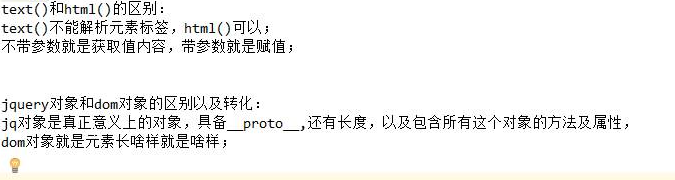 text()和html()的区别:
text()不能解析元素标签，html()可以；
不带参数就是获取值内容，带参数就是赋值；
jquery对象和dom对象的区别以及转化：
jq对象是真正意义上的对象，具备__proto__,还有长度，以及包含所有这个对象的方法及属性，
dom对象就是元素长啥样就是啥样；